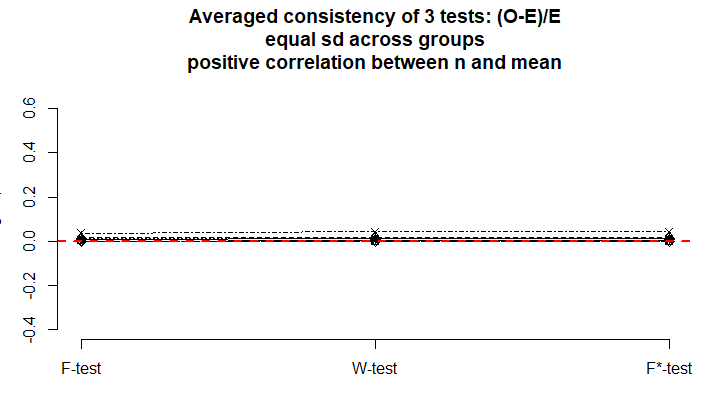 Averaged consistency of 3 tests: (O-E)/E
equal sd across groups
positive correlation between n and mean
0.6
0.4
0.2
0.0
-0.2
-0.4
F-test W-test F*-test